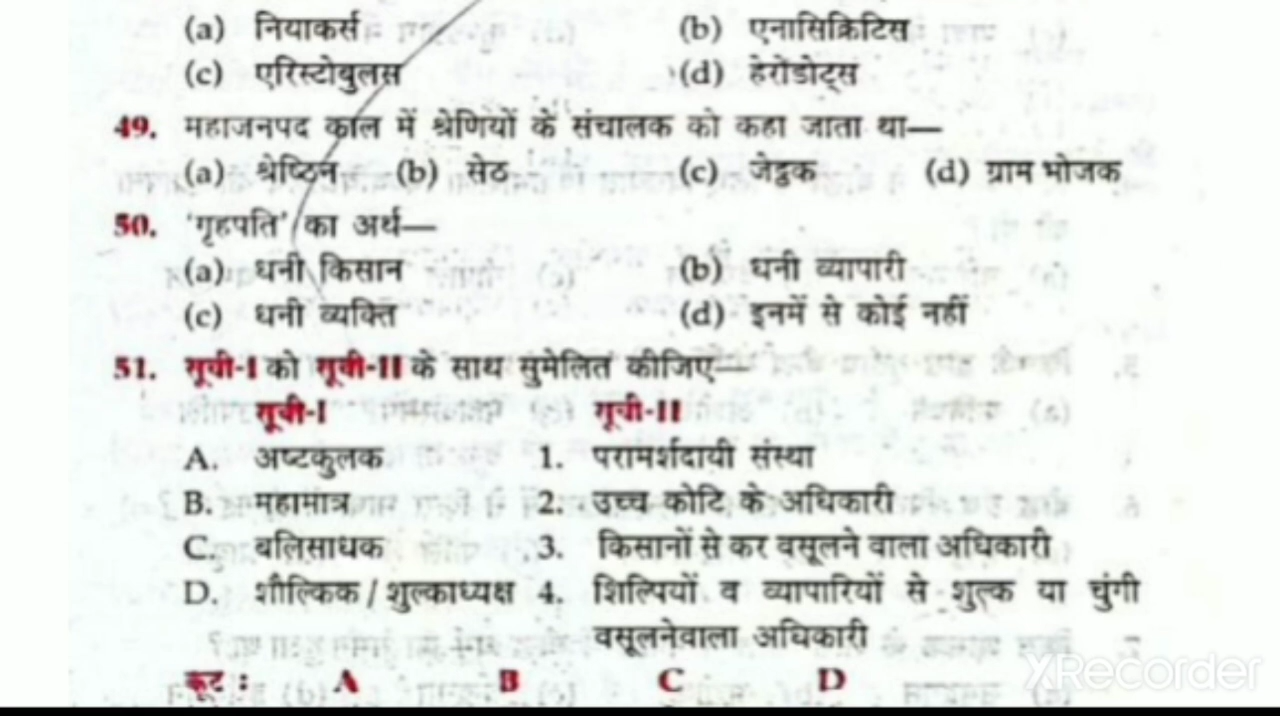 (a) नियाकर्स (b) एनासिक्रिटिस
(c) एरिस्टोबुलस (d) हेरोडोट्स
49. महाजनपद काल में श्रेणियों के संचालक को कहा जाता था—
(a) श्रेष्ठिन (b) सेठ (c) जेट्ठक (d) ग्राम भोजक
50. 'गृहपति' का अर्थ—
(a) धनी किसान (b) धनी व्यापारी
(c) धनी व्यक्ति (d) इनमें से कोई नहीं
51. सूची-I को सूची-II के साथ सुमेलित कीजिए—
सूची-I सूची-II
A. अष्टकुलक 1. परामर्शदायी संस्था
B. महामात्र 2. उच्च कोटि के अधिकारी
C. बलिसाधक 3. किसानों से कर वसूलने वाला अधिकारी
D. शौल्किक / शुल्काध्यक्ष 4. शिल्पियों व व्यापारियों से शुल्क या चुंगी
वसूलनेवाला अधिकारी
कूट : A B C D
XRecorder